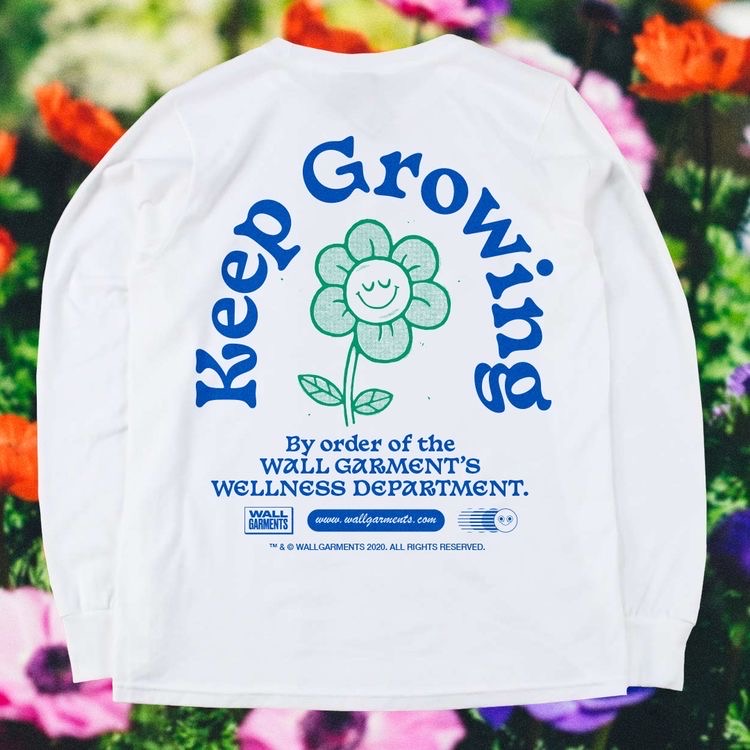 Keep Growing
By order of the
WALL GARMENT'S
WELLNESS DEPARTMENT.
WALL
GARMENTS
www.wallgarments.com
™ & © WALLGARMENTS 2020. ALL RIGHTS RESERVED.